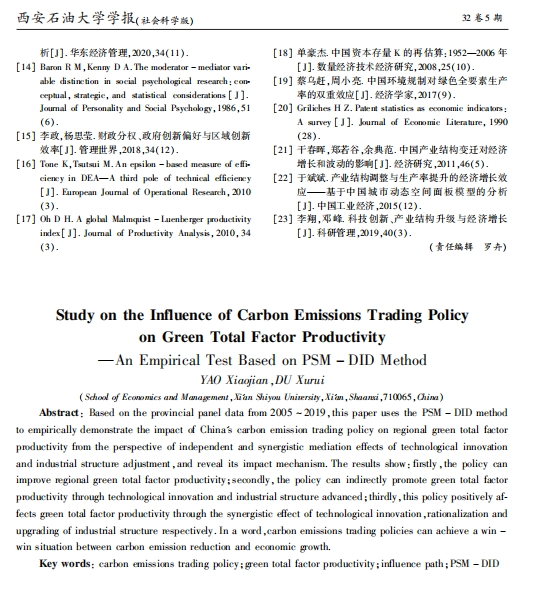 西安石油大学学报(社会科学版) 32 卷 5 期
析[J]. 华东经济管理,2020,34(11).
[14] Baron R M,Kenny D A. The moderator – mediator vari-
able distinction in social psychological research: con-
ceptual, strategic, and statistical considerations [J].
Journal of Personality and Social Psychology,1986,51
(6).
[15] 李政,杨思莹. 财政分权、政府创新偏好与区域创新
效率[J]. 管理世界,2018,34(12).
[16] Tone K,Tsutsui M. An epsilon – based measure of effi-
ciency in DEA—A third pole of technical efficiency
[J]. European Journal of Operational Research, 2010
(3).
[17] Oh D H. A global Malmquist – Luenberger productivity
index[J]. Journal of Productivity Analysis, 2010, 34
(3).
[18] 单豪杰. 中国资本存量 K 的再估算:1952—2006 年
[J]. 数量经济技术经济研究,2008,25(10).
[19] 蔡乌赶,周小亮. 中国环境规制对绿色全要素生产
率的双重效应[J]. 经济学家,2017(9).
[20] Griliches H Z. Patent statistics as economic indicators:
A survey [J]. Journal of Economic Literature, 1990
(28).
[21] 干春晖,郑若谷,余典范. 中国产业结构变迁对经济
增长和波动的影响[J]. 经济研究,2011,46(5).
[22] 于斌斌. 产业结构调整与生产率提升的经济增长效
应——基于中国城市动态空间面板模型的分析
[J]. 中国工业经济,2015(12).
[23] 李翔,邓峰. 科技创新、产业结构升级与经济增长
[J]. 科研管理,2019,40(3).
(责任编辑 罗卉)
Study on the Influence of Carbon Emissions Trading Policy
on Green Total Factor Productivity
—An Empirical Test Based on PSM – DID Method
YAO Xiaojian,DU Xurui
(School of Economics and Management,Xi'an Shiyou University,Xi'an,Shaanxi,710065,China)
Abstract: Based on the provincial panel data from 2005 ~ 2019,this paper uses the PSM – DID method
to empirically demonstrate the impact of China's carbon emission trading policy on regional green total factor
productivity from the perspective of independent and synergistic mediation effects of technological innovation
and industrial structure adjustment,and reveal its impact mechanism. The results show: firstly,the policy can
improve regional green total factor productivity;secondly, the policy can indirectly promote green total factor
productivity through technological innovation and industrial structure advanced;thirdly,this policy positively af-
fects green total factor productivity through the synergistic effect of technological innovation,rationalization and
upgrading of industrial structure respectively. In a word,carbon emissions trading policies can achieve a win –
win situation between carbon emission reduction and economic growth.
Key words: carbon emissions trading policy;green total factor productivity;influence path;PSM – DID